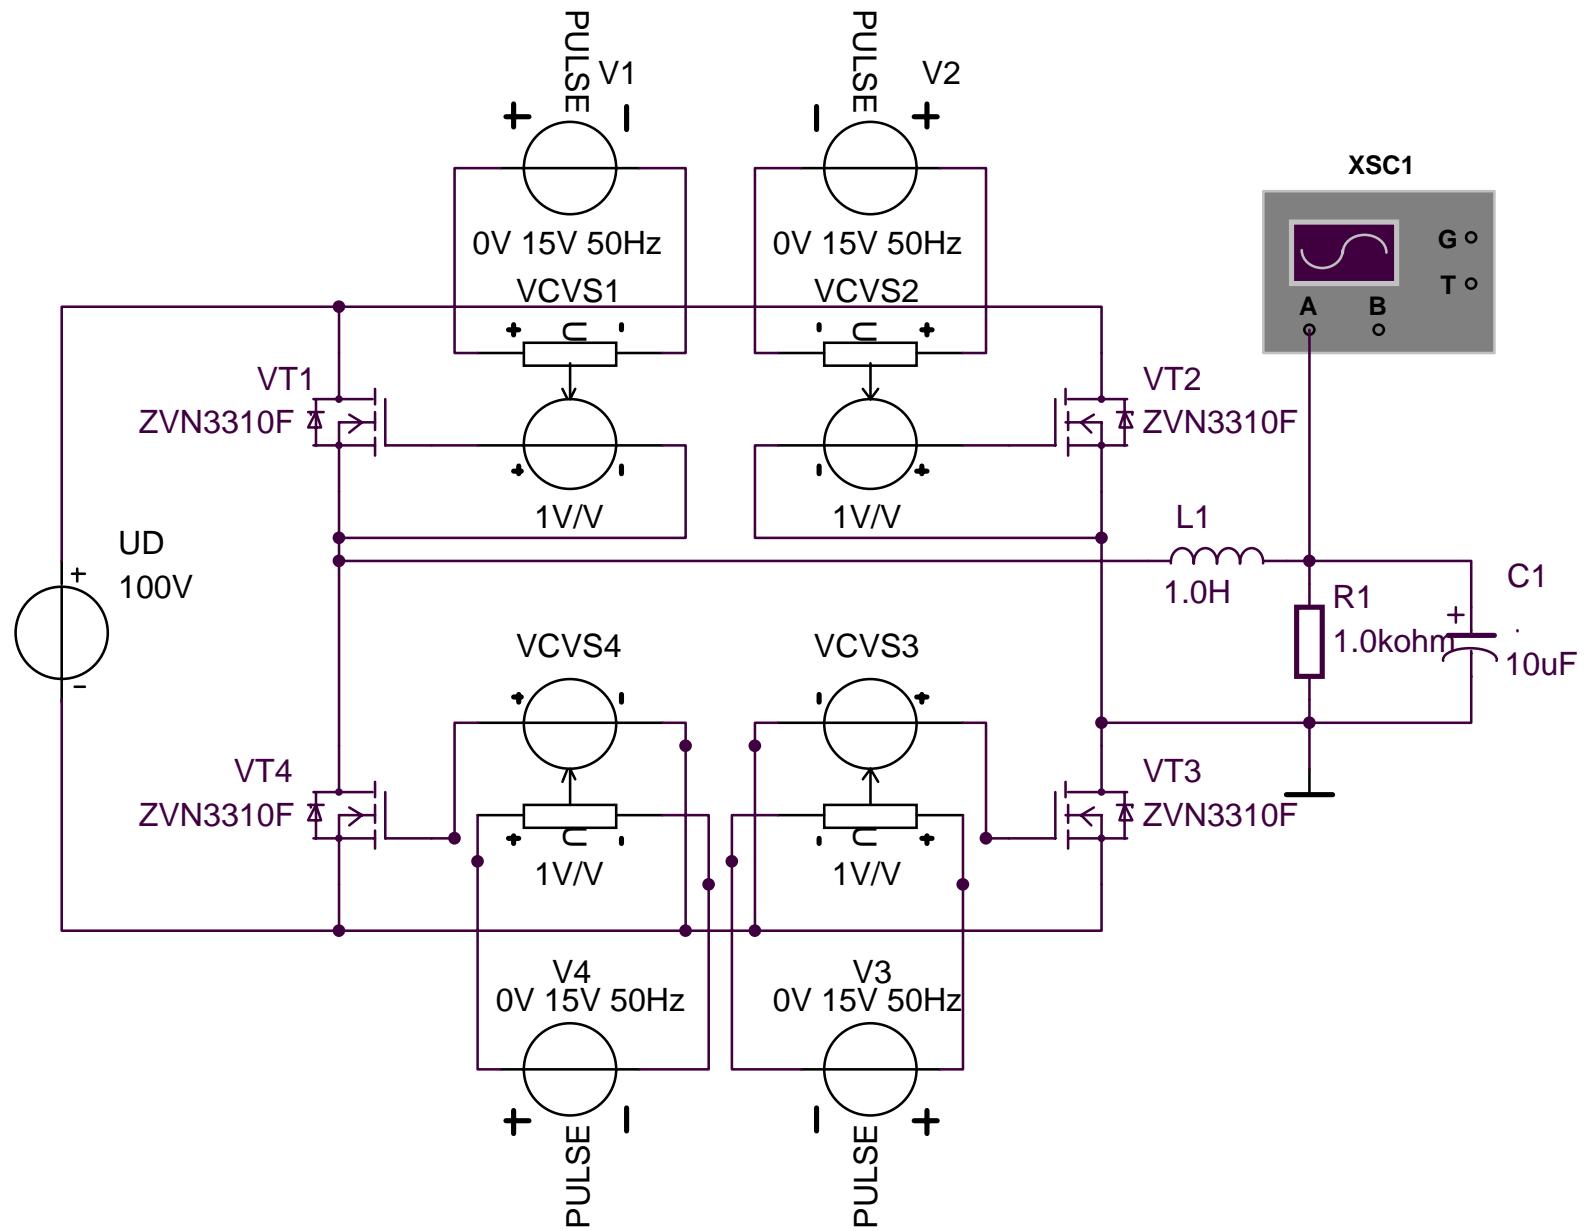 PULSE
V1
+
-
0V 15V 50Hz
VCVS1
+
U
-
+
-
1V/V
PULSE
V2
-
+
0V 15V 50Hz
VCVS2
-
U
+
-
+
1V/V
XSC1
G
T
A
B
VT1
ZVN3310F
VT2
ZVN3310F
UD
100V
+
-
L1
1.0H
R1
1.0kohm
C1
+
10uF
VCVS4
+
-
+
U
-
1V/V
VCVS3
-
+
-
U
+
1V/V
VT4
ZVN3310F
VT3
ZVN3310F
V4
0V 15V 50Hz
+
-
PULSE
V3
0V 15V 50Hz
-
+
PULSE